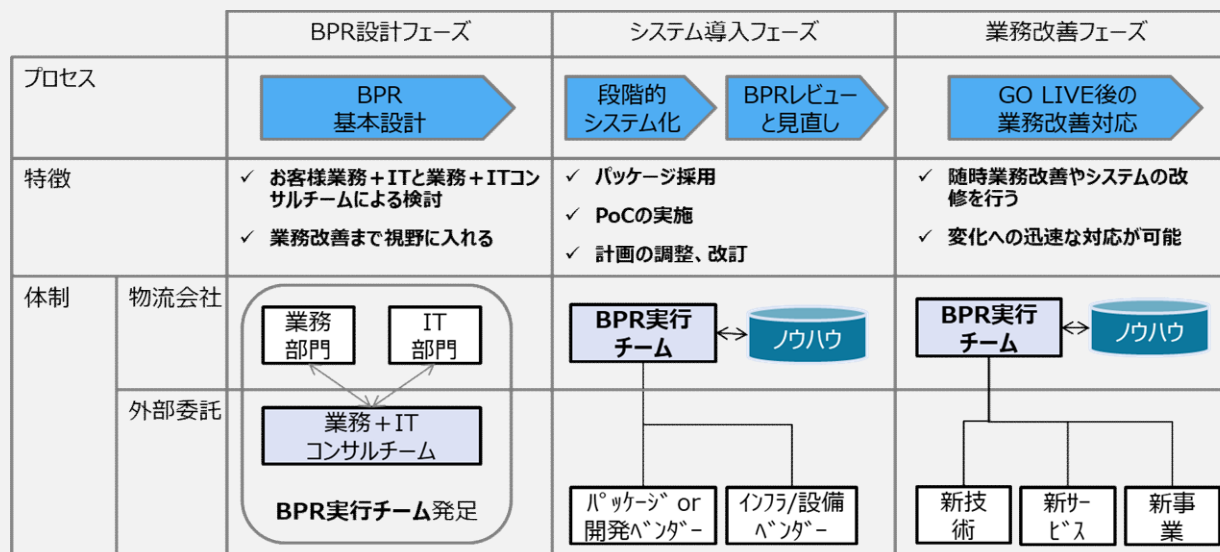 BPR設計フェーズ
システム導入フェーズ
業務改善フェーズ
プロセス
BPR
基本設計
段階的
システム化
BPRレビュー
と見直し
GO LIVE後の
業務改善対応
特徴
✓ お客様業務+ITと業務+ITコン
サルチームによる検討
✓ 業務改善まで視野に入れる
✓ パッケージ採用
✓ PoCの実施
✓ 計画の調整、改訂
✓ 随時業務改善やシステムの改
修を行う
✓ 変化への迅速な対応が可能
体制
物流会社
業務
部門
IT
部門
BPR実行
チーム
ノウハウ
BPR実行
チーム
ノウハウ
外部委託
業務+IT
コンサルチーム
BPR実行チーム発足
パッケージ or
開発ベンダー
インフラ/設備
ベンダー
新技
術
新サー
ビス
新事
業